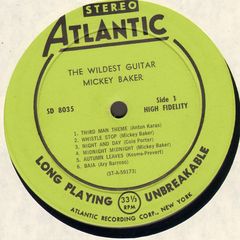 STEREO
ATLANTIC
THE WILDEST GUITAR
MICKEY BAKER
SD 8035
Side 1
HIGH FIDELITY
1. THIRD MAN THEME (Anton Karas)
2. WHISTLE STOP (Mickey Baker)
3. NIGHT AND DAY (Cole Porter)
4. MIDNIGHT MIDNIGHT (Mickey Baker)
5. AUTUMN LEAVES (Kosma-Prevert)
6. BAIA (Ary Barroso)
(ST-A-59173)
LONG PLAYING
33⅓
RPM
UNBREAKABLE
ATLANTIC RECORDING CORP., NEW YORK